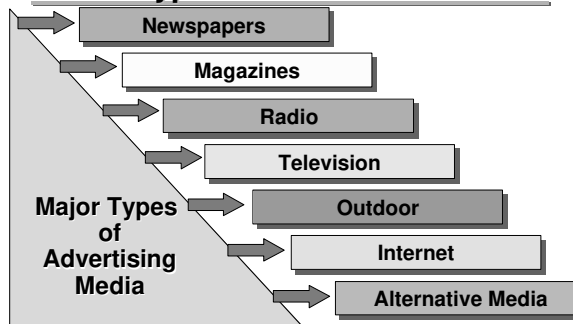 Newspapers
Magazines
Radio
Television
Outdoor
Internet
Alternative Media
Major Types
of
Advertising
Media